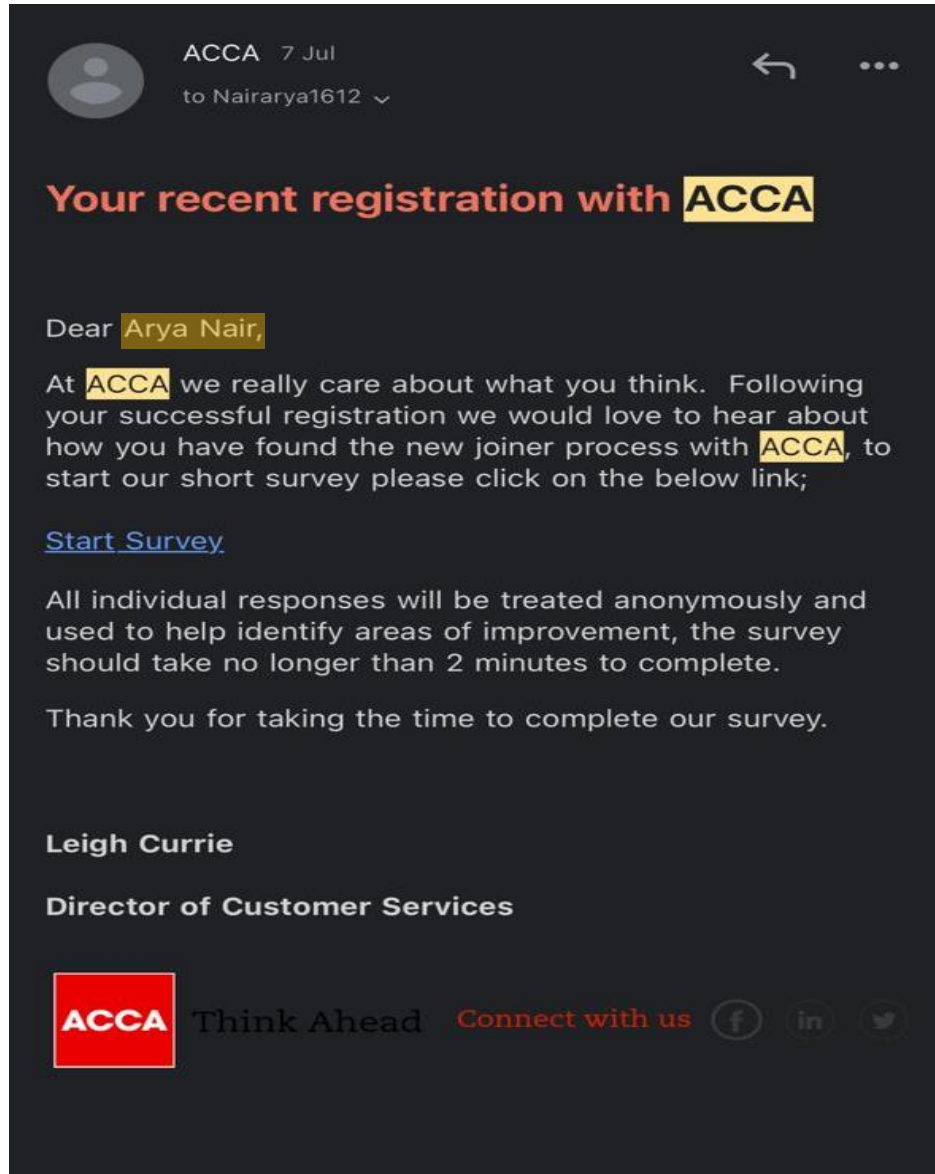 ACCA 7 Jul
to Nairarya1612
Your recent registration with ACCA
Dear Arya Nair,
At ACCA we really care about what you think.  Following
your successful registration we would love to hear about
how you have found the new joiner process with ACCA, to
start our short survey please click on the below link;
Start Survey
All individual responses will be treated anonymously and
used to help identify areas of improvement, the survey
should take no longer than 2 minutes to complete.
Thank you for taking the time to complete our survey.
Leigh Currie
Director of Customer Services
ACCA Think Ahead Connect with us f in